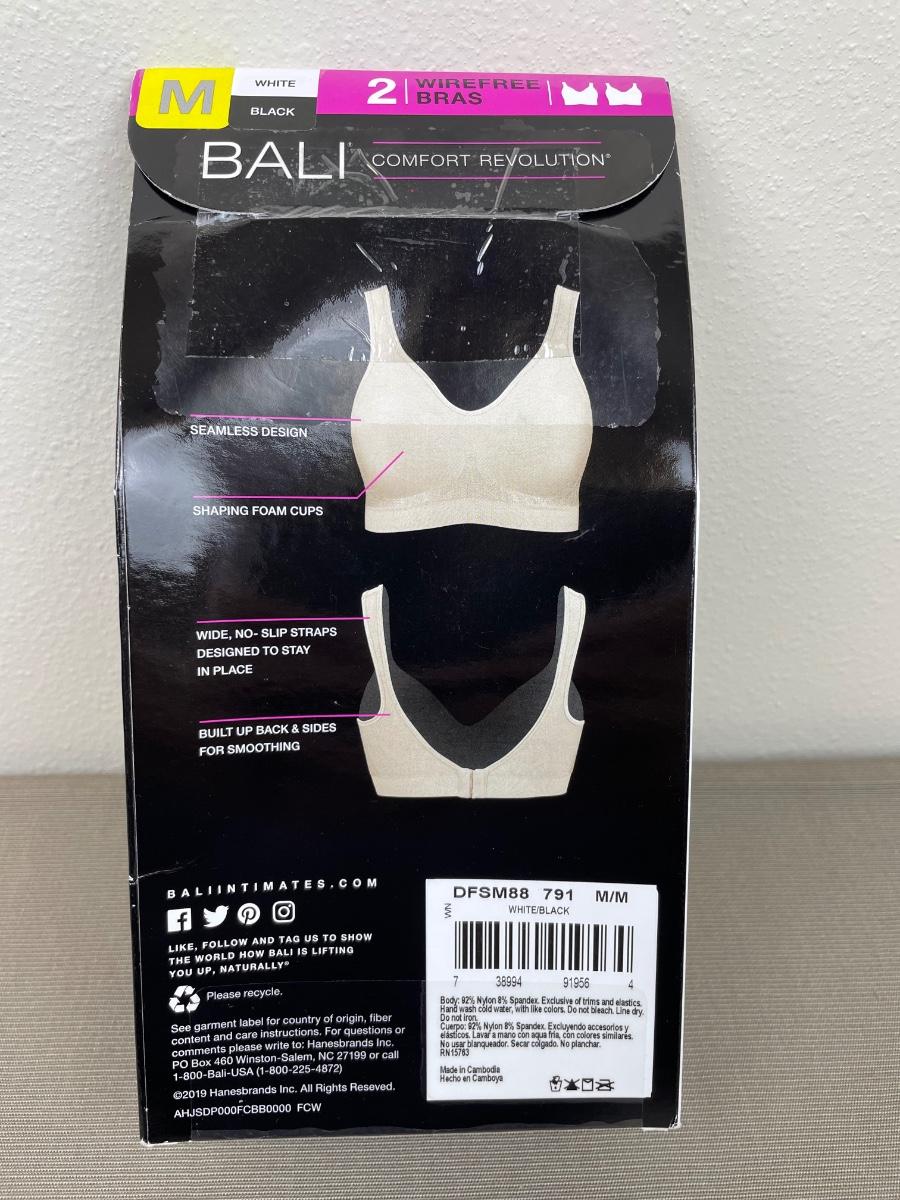 M
WHITE
BLACK
2
WIREFREE
BRAS
BALI
COMFORT REVOLUTION®
SEAMLESS DESIGN
SHAPING FOAM CUPS
WIDE, NO- SLIP STRAPS
DESIGNED TO STAY
IN PLACE
BUILT UP BACK & SIDES
FOR SMOOTHING
BALIINTIMATES.COM
LIKE, FOLLOW AND TAG US TO SHOW
THE WORLD HOW BALI IS LIFTING
YOU UP, NATURALLY®
Please recycle.
See garment label for country of origin, fiber
content and care instructions. For questions or
comments please write to: Hanesbrands Inc.
PO Box 460 Winston-Salem, NC 27199 or call
1-800-Bali-USA (1-800-225-4872)
©2019 Hanesbrands Inc. All Rights Reseved.
AHJSDP000FCBB0000 FCW
DFSM88 791 M/M
WHITE/BLACK
ZW
7 38994 91956 4
Body: 92% Nylon 8% Spandex. Exclusive of trims and elastics.
Hand wash cold water, with like colors. Do not bleach. Line dry.
Do not iron.
Cuerpo: 92% Nylon 8% Spandex. Excluyendo accesorios y
elásticos. Lavar a mano con aqua fria, con colores similares.
No usar blanqueador. Secar colgado. No planchar.
RN15763
Made in Cambodia
Hecho en Camboya